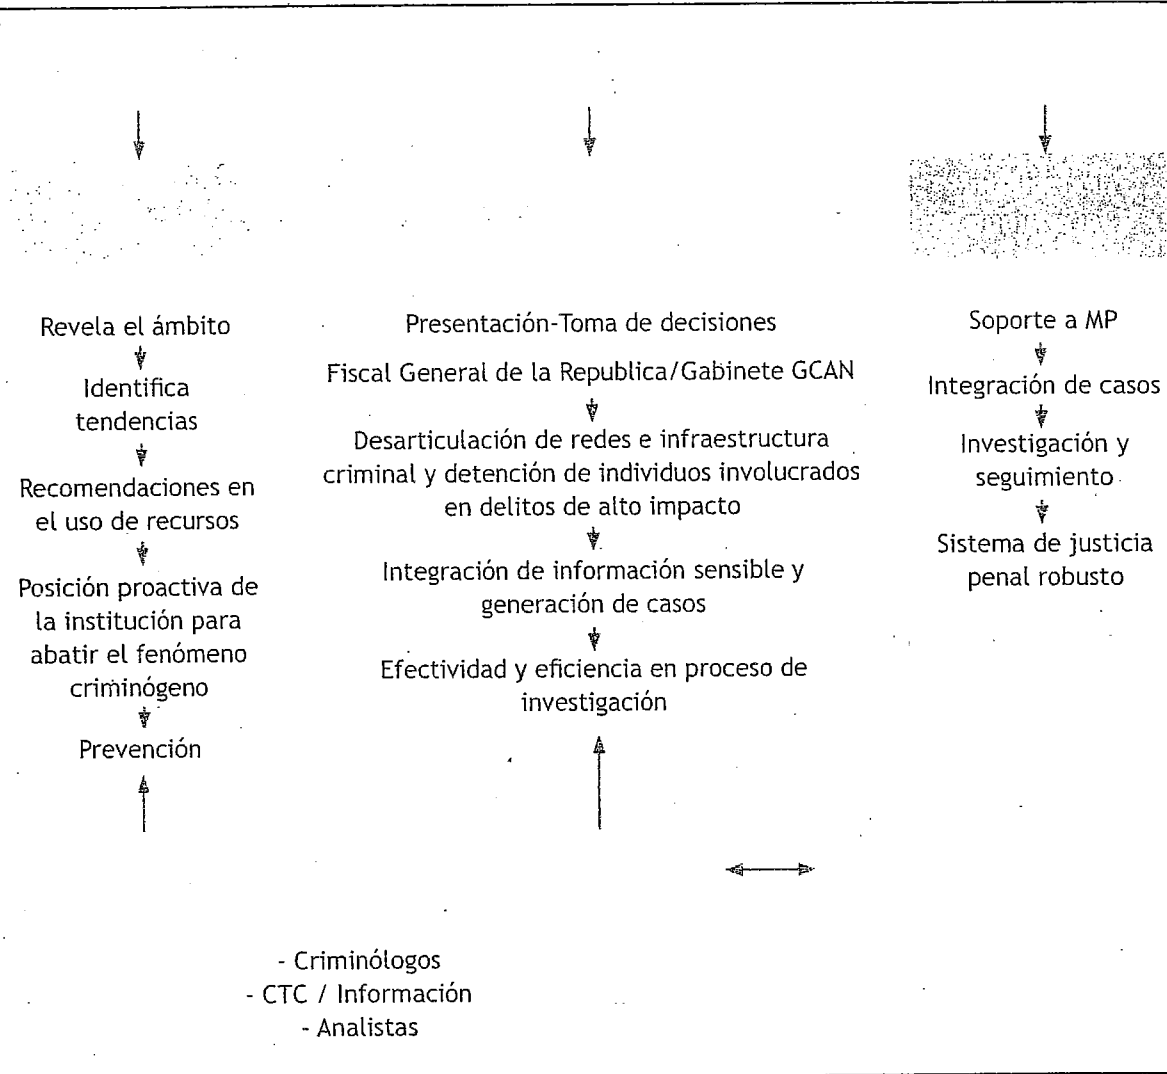 Revela el ámbito
Identifica
tendencias
Recomendaciones en
el uso de recursos
Posición proactiva de
la institución para
abatir el fenómeno
criminógeno
Prevención
Presentación-Toma de decisiones
Fiscal General de la Republica/Gabinete GCAN
Desarticulación de redes e infraestructura
criminal y detención de individuos involucrados
en delitos de alto impacto
Integración de información sensible y
generación de casos
Efectividad y eficiencia en proceso de
investigación
Soporte a MP
Integración de casos
Investigación y
seguimiento
Sistema de justicia
penal robusto
- Criminólogos
- CTC / Información
- Analistas